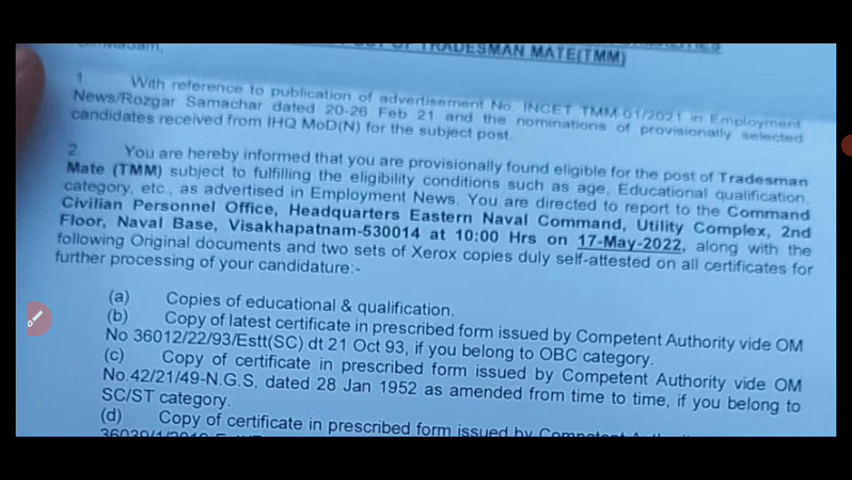 POST OF TRADESMAN MATE(TMM)
1. With reference to publication of advertisement No. INCET TMM-01/2021 in Employment
News/Rozgar Samachar dated 20-26 Feb 21 and the nominations of provisionally selected
candidates received from IHQ MoD(N) for the subject post.
2. You are hereby informed that you are provisionally found eligible for the post of Tradesman
Mate (TMM) subject to fulfilling the eligibility conditions such as age, Educational qualification,
category, etc., as advertised in Employment News. You are directed to report to the Command
Civilian Personnel Office, Headquarters Eastern Naval Command, Utility Complex, 2nd
Floor, Naval Base, Visakhapatnam-530014 at 10:00 Hrs on 17-May-2022, along with the
following Original documents and two sets of Xerox copies duly self-attested on all certificates for
further processing of your candidature:-
(a) Copies of educational & qualification.
(b) Copy of latest certificate in prescribed form issued by Competent Authority vide OM
No 36012/22/93/Estt(SC) dt 21 Oct 93, if you belong to OBC category.
(c) Copy of certificate in prescribed form issued by Competent Authority vide OM
No.42/21/49-N.G.S, dated 28 Jan 1952 as amended from time to time, if you belong to
SC/ST category.
(d) Copy of certificate in prescribed form issued by